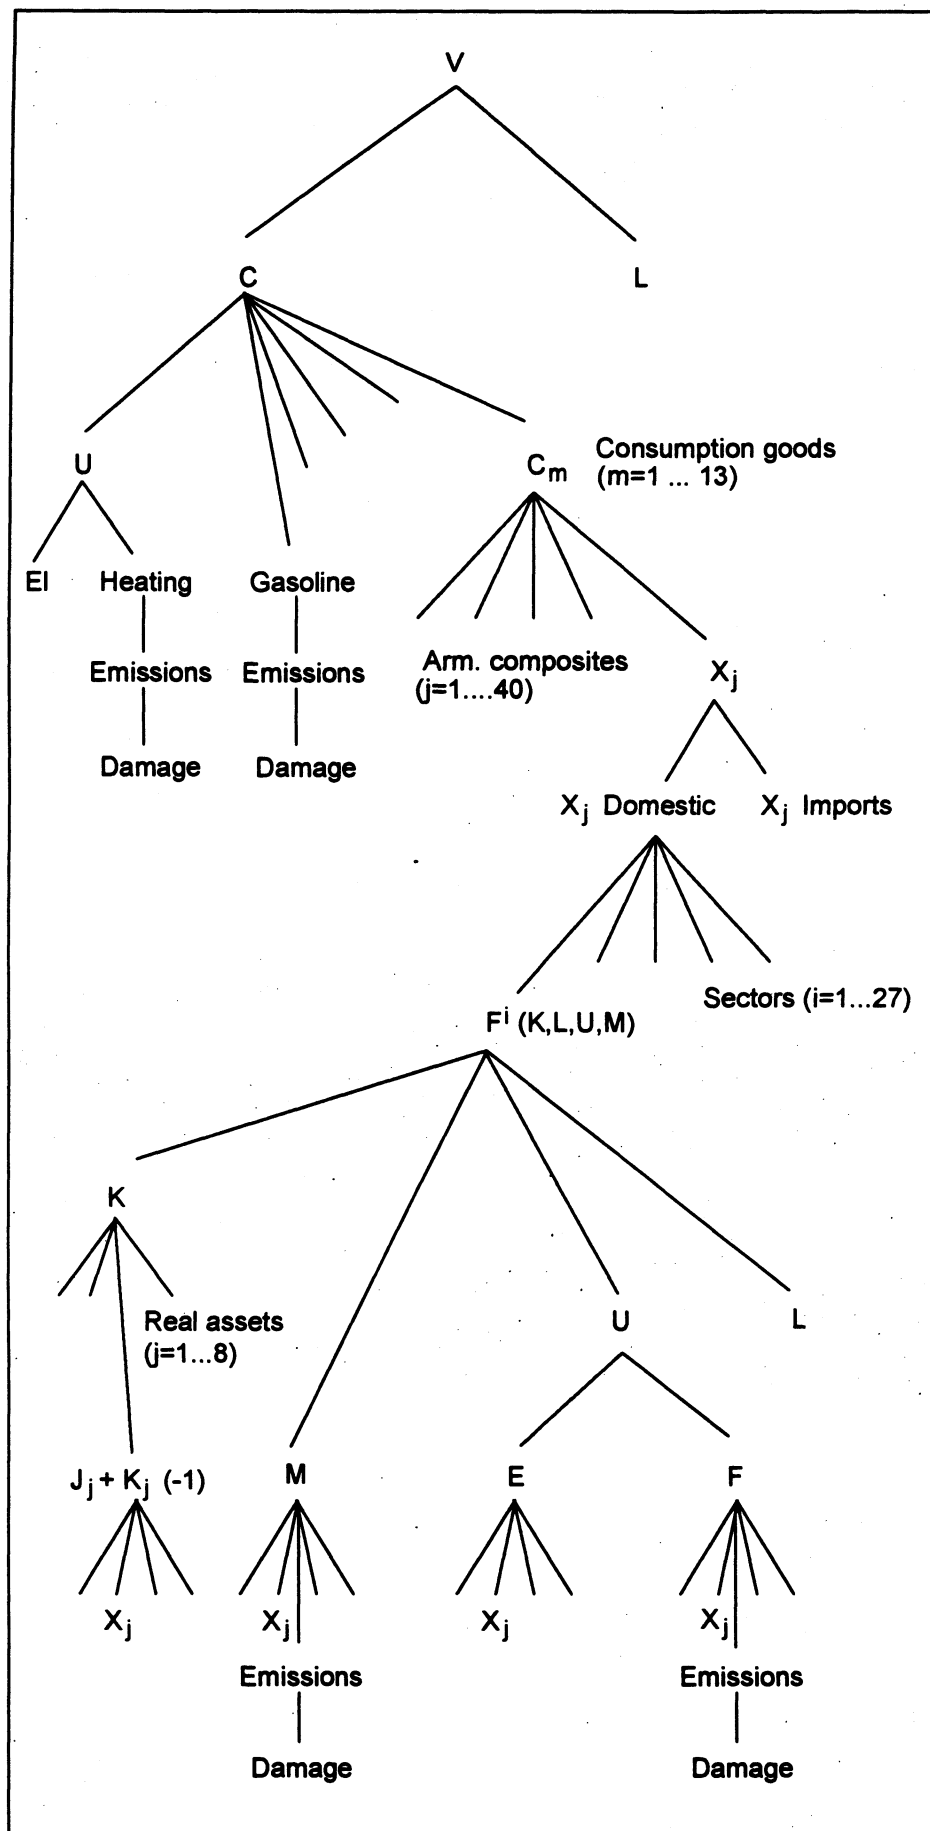 V
C
L
U
C_m
Consumption goods
(m=1 ... 13)
El
Heating
Gasoline
Emissions
Emissions
Arm. composites
(j=1....40)
X_j
Damage
Damage
X_j Domestic
X_j Imports
Sectors (i=1...27)
F^i (K,L,U,M)
K
Real assets
(j=1...8)
U
L
J_j + K_j (-1)
M
E
F
X_j
X_j
X_j
X_j
Emissions
Emissions
Damage
Damage